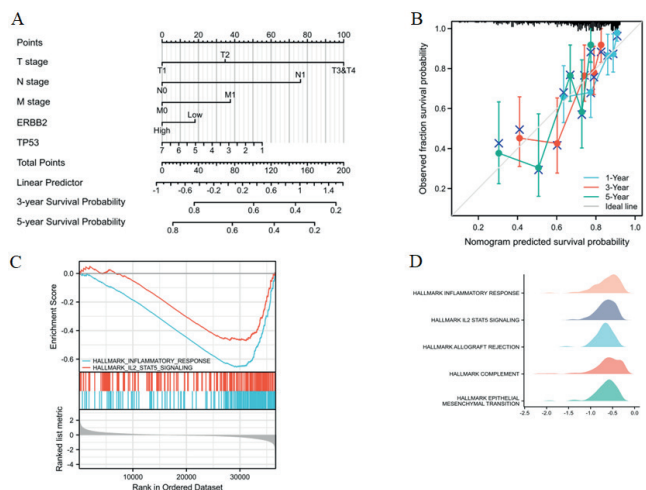 A
Points
0 20 40 60 80 100
T stage
T2
T1
T3&T4
N stage
N1
N0
M stage
M1
M0
ERBB2
Low
High
TP53
7 6 5 4 3 2 1
Total Points
0 40 80 120 160 200
Linear Predictor
-1 -0.6 -0.2 0.2 0.6 1 1.4
3-year Survival Probability
0.8 0.6 0.4 0.2
5-year Survival Probability
0.8 0.6 0.4 0.2
B
Observed fraction survival probability
1.0
0.8
0.6
0.4
0.2
1-Year
3-Year
5-Year
Ideal line
0.2 0.4 0.6 0.8 1.0
Nomogram predicted survival probability
C
Enrichment Score
0.0
-0.2
-0.4
-0.6
HALLMARK_INFLAMMATORY_RESPONSE
HALLMARK_IL2_STAT5_SIGNALING
Ranked list metric
2
0
-2
-4
10000 20000 30000
Rank in Ordered Dataset
D
HALLMARK INFLAMMATORY RESPONSE
HALLMARK IL2 STAT5 SIGNALING
HALLMARK ALLOGRAFT REJECTION
HALLMARK COMPLEMENT
HALLMARK EPITHELIAL
MESENCHYMAL TRANSITION
-2.5 -2.0 -1.5 -1.0 -0.5 0.0